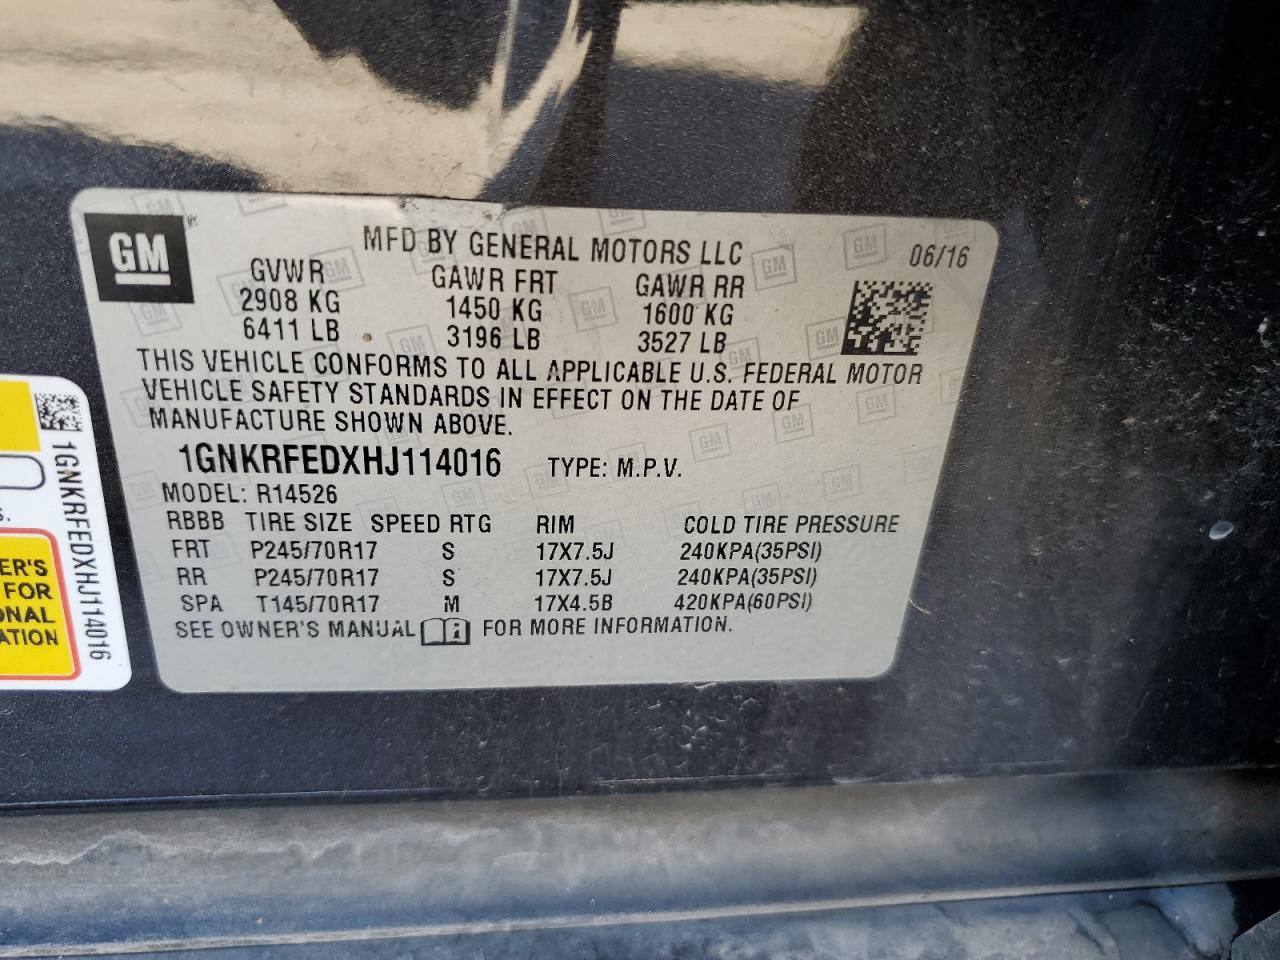 GM
MFD BY GENERAL MOTORS LLC
06/16
GVWR GAWR FRT GAWR RR
2908 KG 1450 KG 1600 KG
6411 LB 3196 LB 3527 LB
THIS VEHICLE CONFORMS TO ALL APPLICABLE U.S. FEDERAL MOTOR
VEHICLE SAFETY STANDARDS IN EFFECT ON THE DATE OF
MANUFACTURE SHOWN ABOVE.
1GNKRFEDXHJ114016 TYPE: M.P.V.
MODEL: R14526
RBBB TIRE SIZE SPEED RTG RIM COLD TIRE PRESSURE
FRT P245/70R17 S 17X7.5J 240KPA(35PSI)
RR P245/70R17 S 17X7.5J 240KPA(35PSI)
SPA T145/70R17 M 17X4.5B 420KPA(60PSI)
SEE OWNER'S MANUAL FOR MORE INFORMATION.
1GNKRFEDXHJ114016
S.
ER'S
FOR
ONAL
ATION